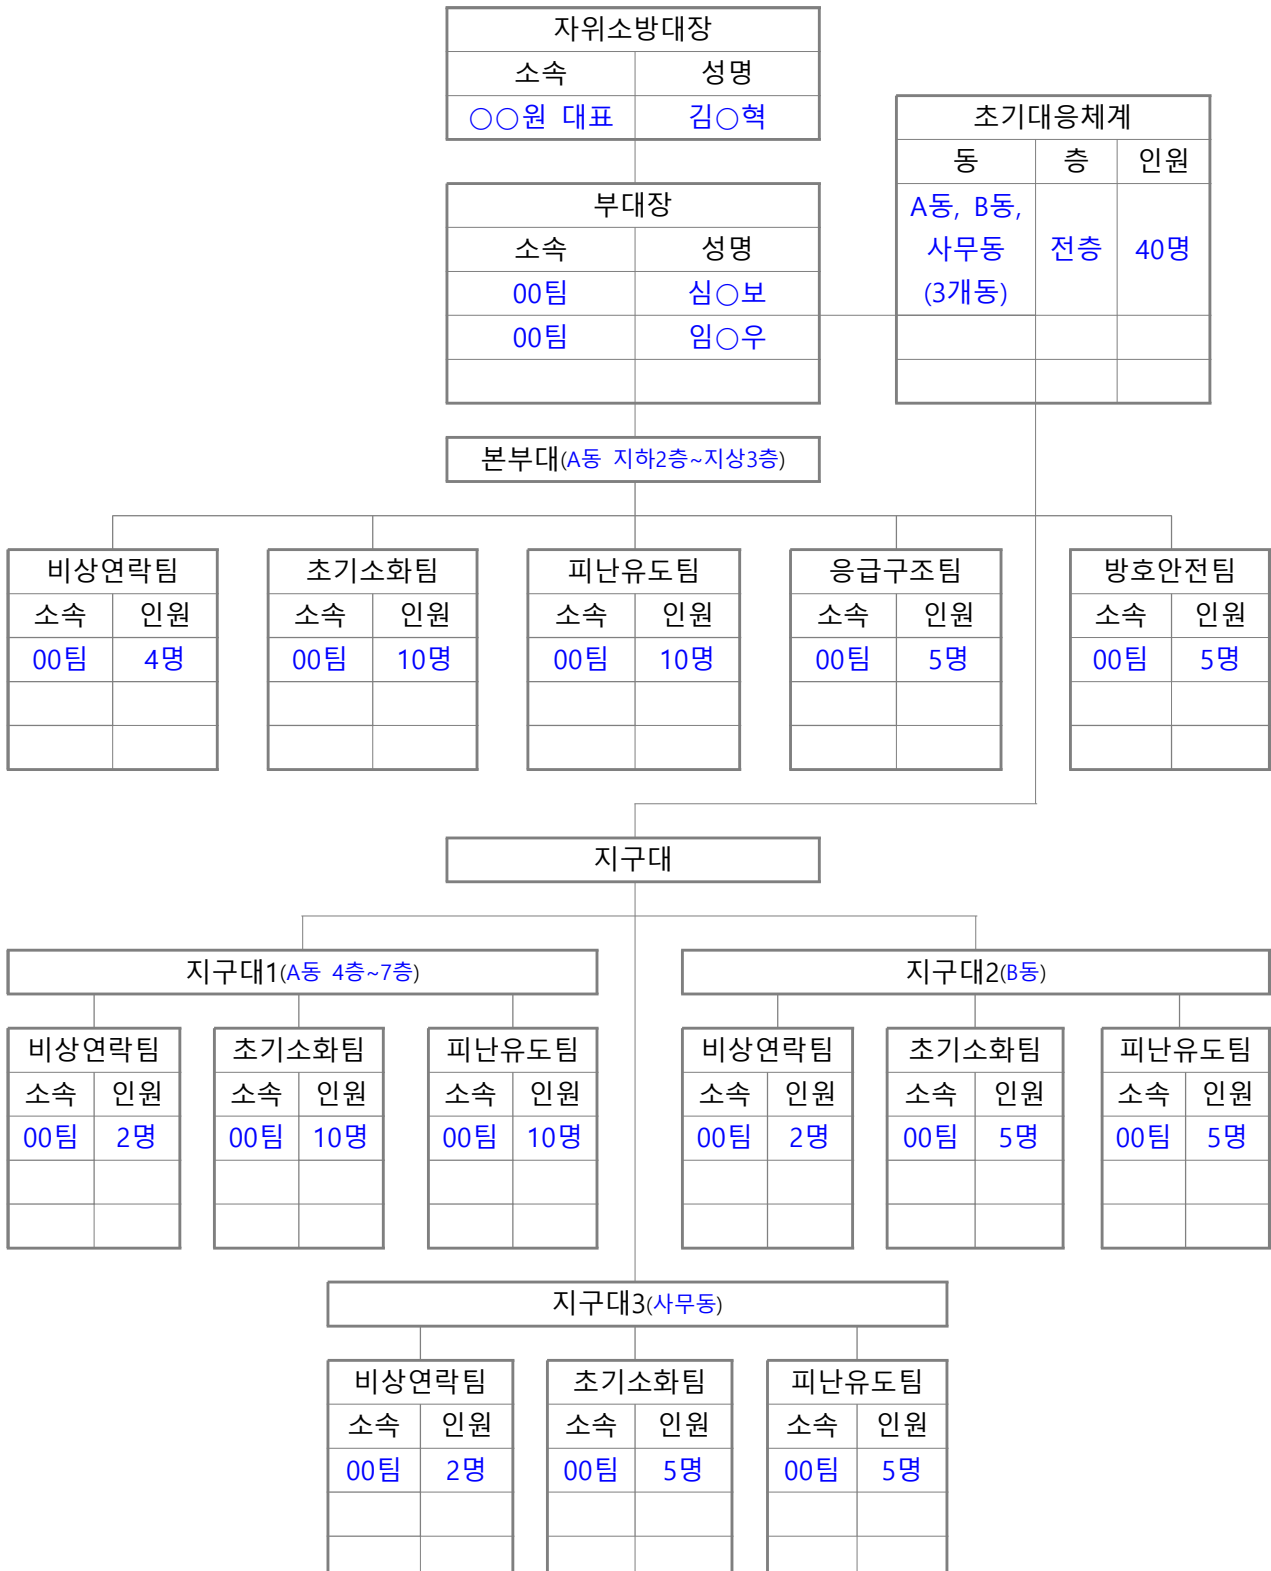 자위소방대장
소속 성명
○○원 대표 김○혁
초기대응체계
동 층 인원
A동, B동,
사무동
(3개동)
전층 40명
부대장
소속 성명
00팀 심○보
00팀 임○우
본부대(A동 지하2층~지상3층)
비상연락팀 초기소화팀 피난유도팀 응급구조팀 방호안전팀
소속 인원 소속 인원 소속 인원 소속 인원 소속 인원
00팀 4명 00팀 10명 00팀 10명 00팀 5명 00팀 5명
지구대
지구대1(A동 4층~7층) 지구대2(B동)
비상연락팀 초기소화팀 피난유도팀 비상연락팀 초기소화팀 피난유도팀
소속 인원 소속 인원 소속 인원 소속 인원 소속 인원 소속 인원
00팀 2명 00팀 10명 00팀 10명 00팀 2명 00팀 5명 00팀 5명
지구대3(사무동)
비상연락팀 초기소화팀 피난유도팀
소속 인원 소속 인원 소속 인원
00팀 2명 00팀 5명 00팀 5명